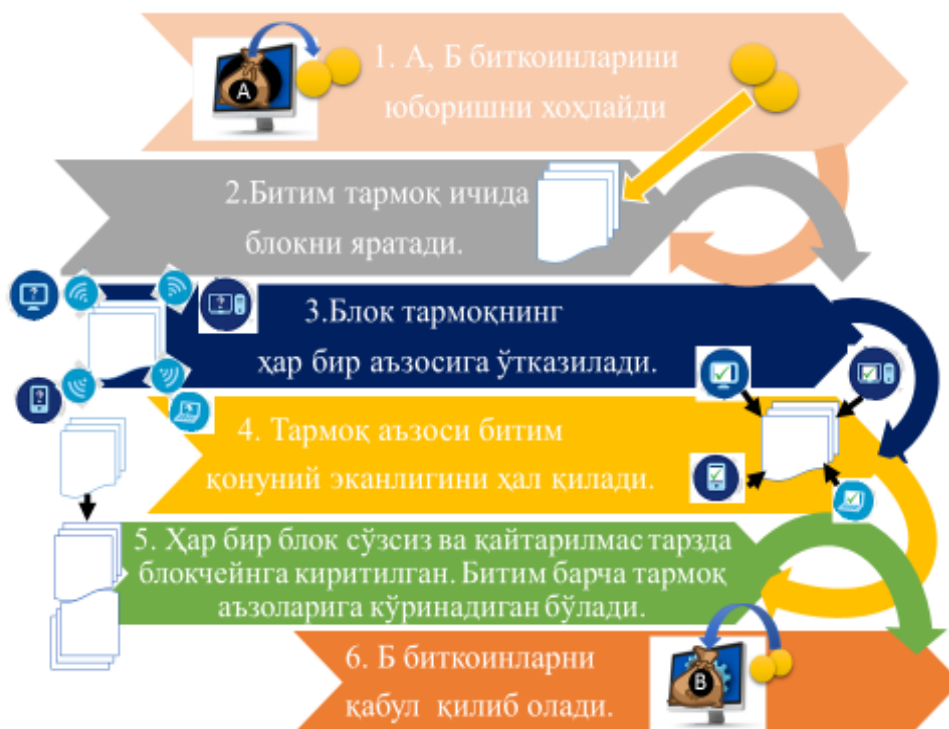 A
1. А, Б биткоинларини
юборишни хоҳлайди
2.Битим тармоқ ичида
блокни яратади.
3.Блок тармоқнинг
ҳар бир аъзосига ўтказилади.
4. Тармоқ аъзоси битим
қонуний эканлигини ҳал қилади.
5. Ҳар бир блок сўзсиз ва қайтарилмас тарзда
блокчейнга киритилган. Битим барча тармоқ
аъзоларига кўринадиган бўлади.
6. Б биткоинларни
қабул қилиб олади.
B